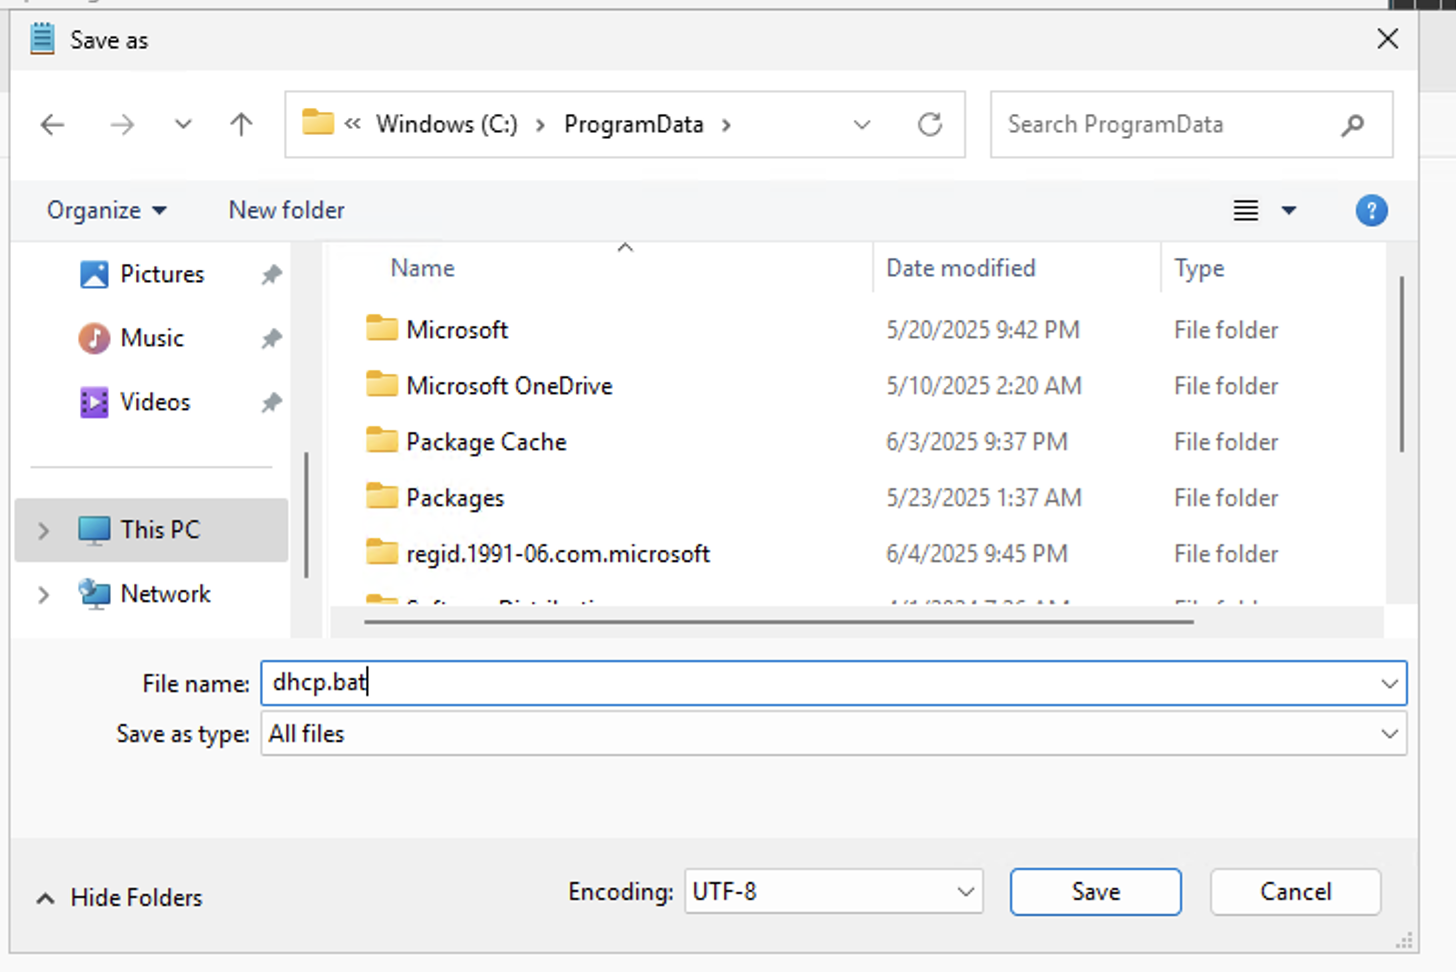 Save as
« Windows (C:) › ProgramData ›
Search ProgramData
Organize
New folder
Pictures
Music
Videos
This PC
Network
Name Date modified Type
Microsoft 5/20/2025 9:42 PM File folder
Microsoft OneDrive 5/10/2025 2:20 AM File folder
Package Cache 6/3/2025 9:37 PM File folder
Packages 5/23/2025 1:37 AM File folder
regid.1991-06.com.microsoft 6/4/2025 9:45 PM File folder
File name: dhcp.bat
Save as type: All files
Hide Folders
Encoding: UTF-8
Save
Cancel